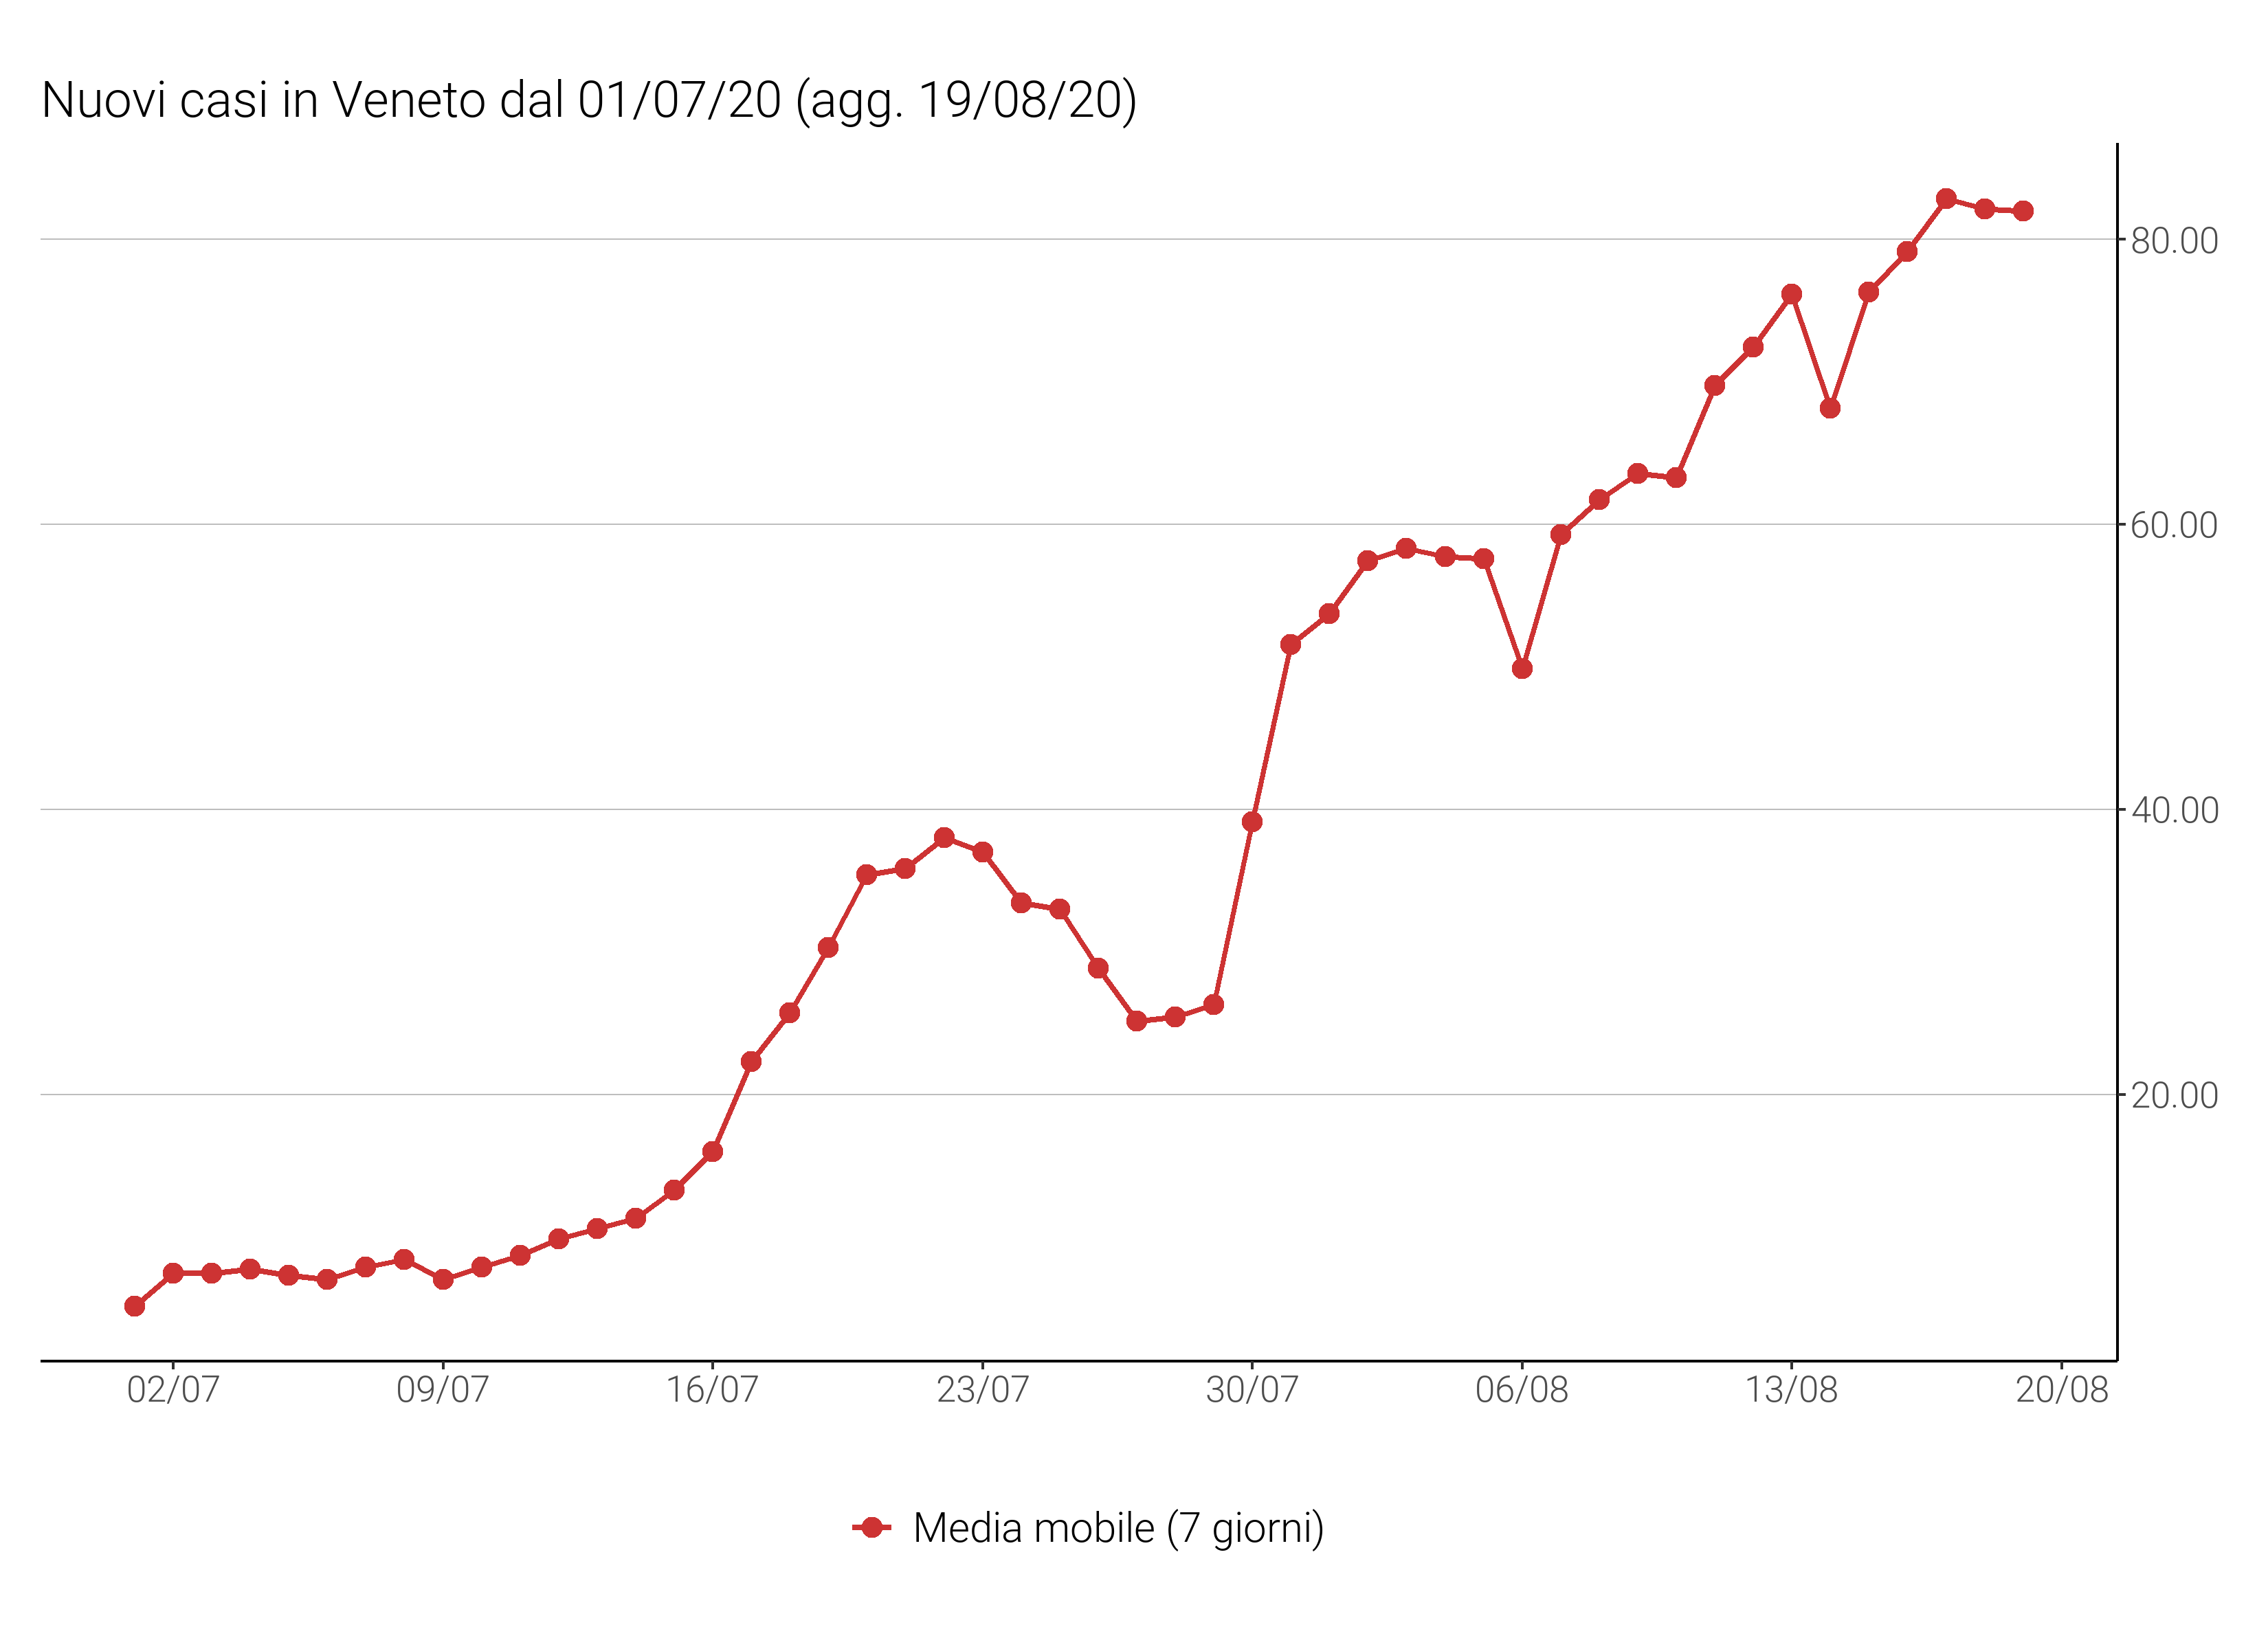 Nuovi casi in Veneto dal 01/07/20 (agg. 19/08/20)
80.00
60.00
40.00
20.00
02/07 09/07 16/07 23/07 30/07 06/08 13/08 20/08
Media mobile (7 giorni)